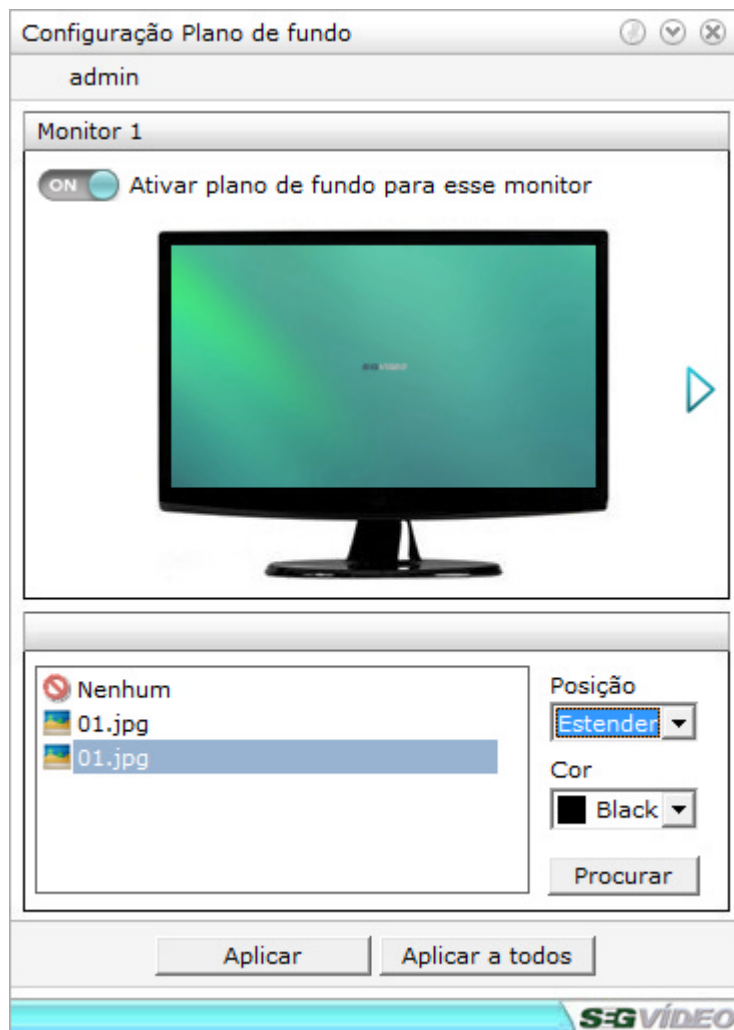 Configuração Plano de fundo
admin
Monitor 1
ON Ativar plano de fundo para esse monitor
SEGVÍDEO
Nenhum
01.jpg
01.jpg
Posição
Estender
Cor
Black
Procurar
Aplicar
Aplicar a todos
SEGVÍDEO